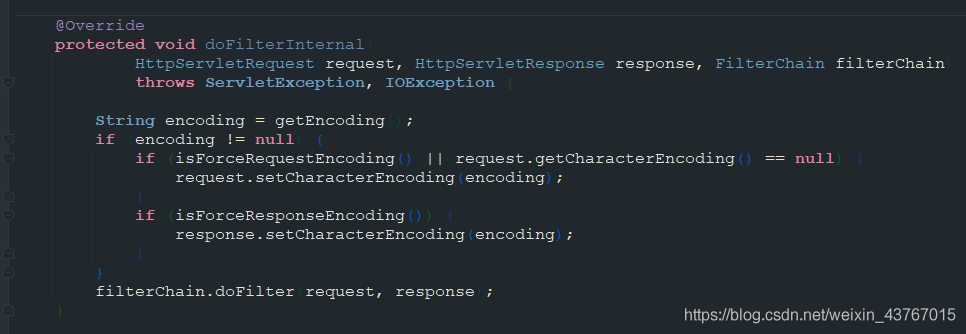 @Override
protected void doFilterInternal(
HttpServletRequest request, HttpServletResponse response, FilterChain filterChain)
throws ServletException, IOException {
String encoding = getEncoding();
if (encoding != null) {
if (isForceRequestEncoding() || request.getCharacterEncoding() == null) {
request.setCharacterEncoding(encoding);
}
if (isForceResponseEncoding()) {
response.setCharacterEncoding(encoding);
}
}
filterChain.doFilter(request, response);
}
https://blog.csdn.net/weixin_43767015